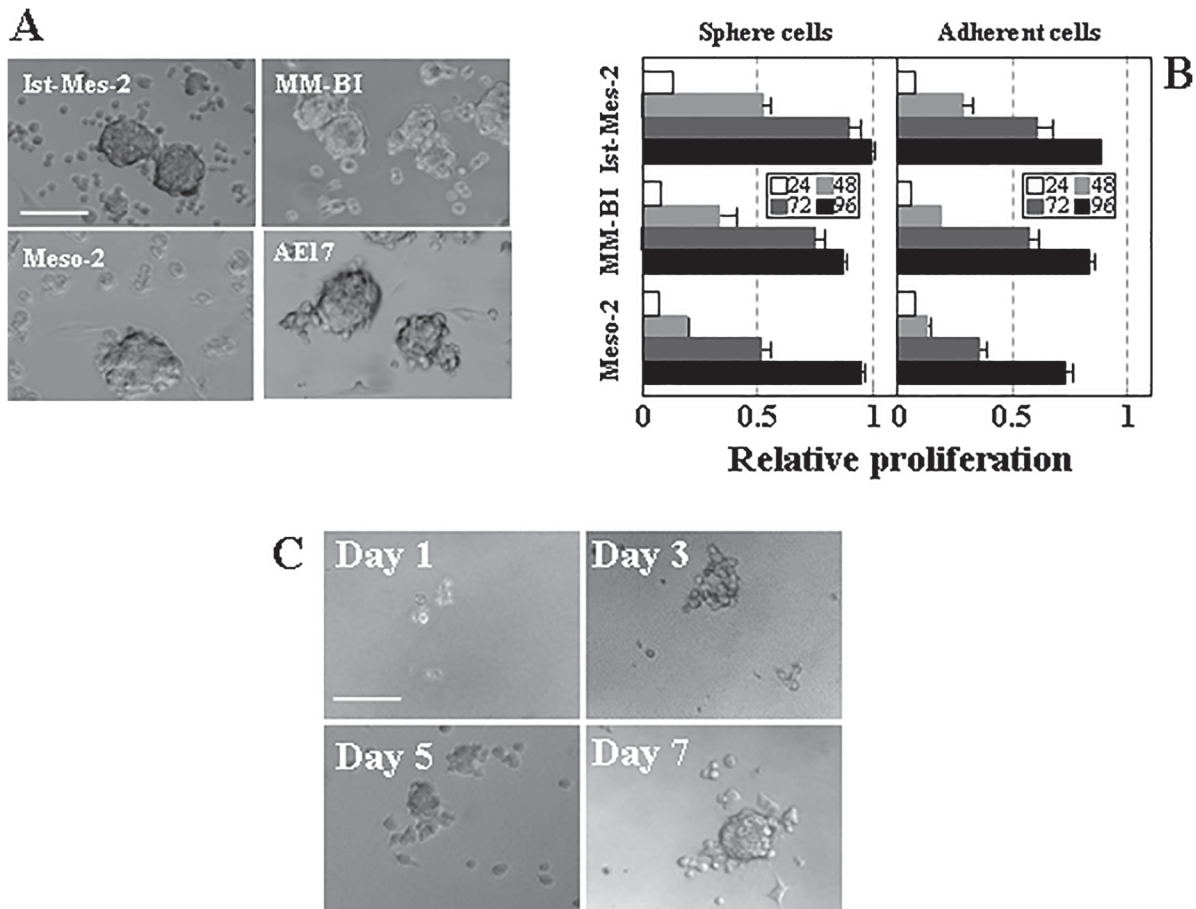 A
Ist-Mes-2
MM-BI
Meso-2
AE17
Sphere cells
Adherent cells
B
Ist-Mes-2
MM-BI
Meso-2
24 48
72 96
24 48
72 96
0 0.5 1 0 0.5 1
Relative proliferation
C
Day 1
Day 3
Day 5
Day 7